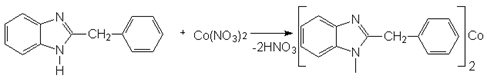 N
N
H
CH₂
+ Co(NO₃)₂
-2HNO₃
N
N
CH₂
2
Co